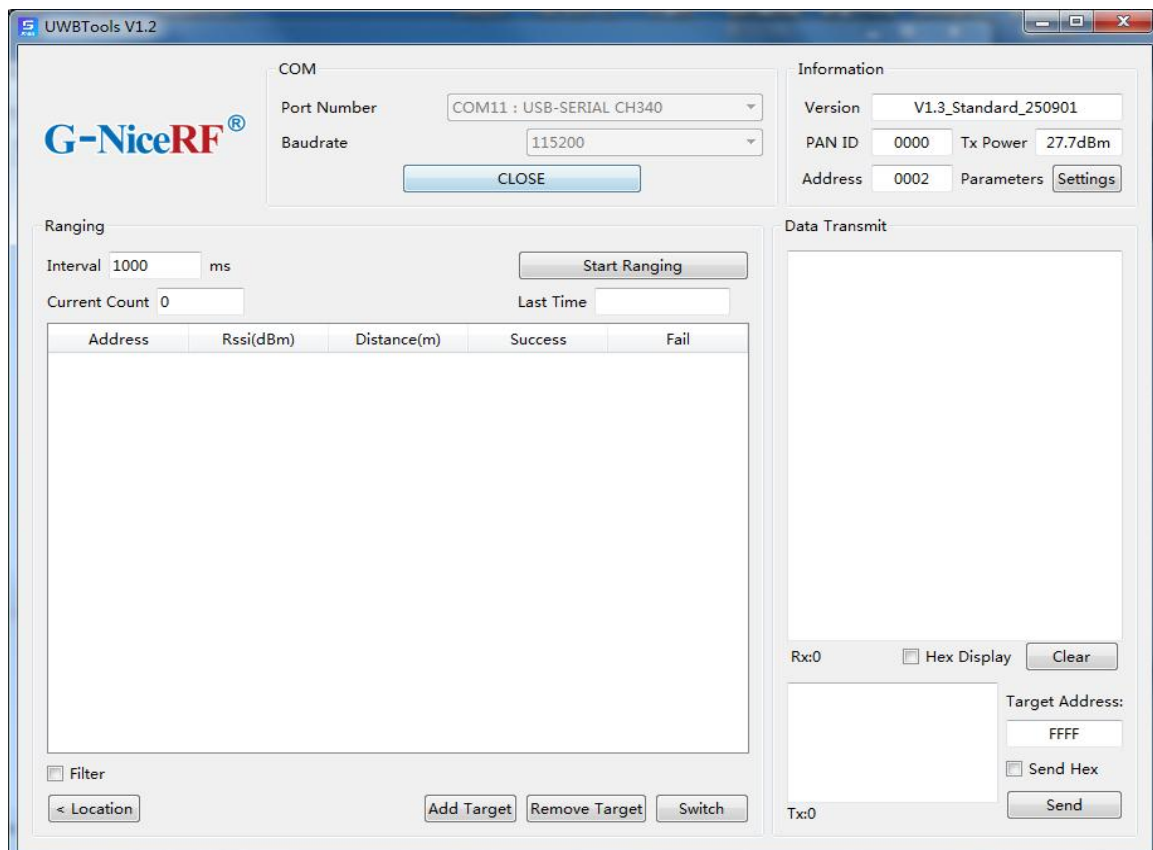 UWBTools V1.2
G-NiceRF®
COM
Port Number COM11 : USB-SERIAL CH340
Baudrate 115200
CLOSE
Information
Version V1.3_Standard_250901
PAN ID 0000 Tx Power 27.7dBm
Address 0002 Parameters Settings
Ranging
Interval 1000 ms Start Ranging
Current Count 0 Last Time
Address Rssi(dBm) Distance(m) Success Fail
Filter
< Location Add Target Remove Target Switch
Data Transmit
Rx:0 Hex Display Clear
Target Address:
FFFF
Send Hex
Tx:0 Send